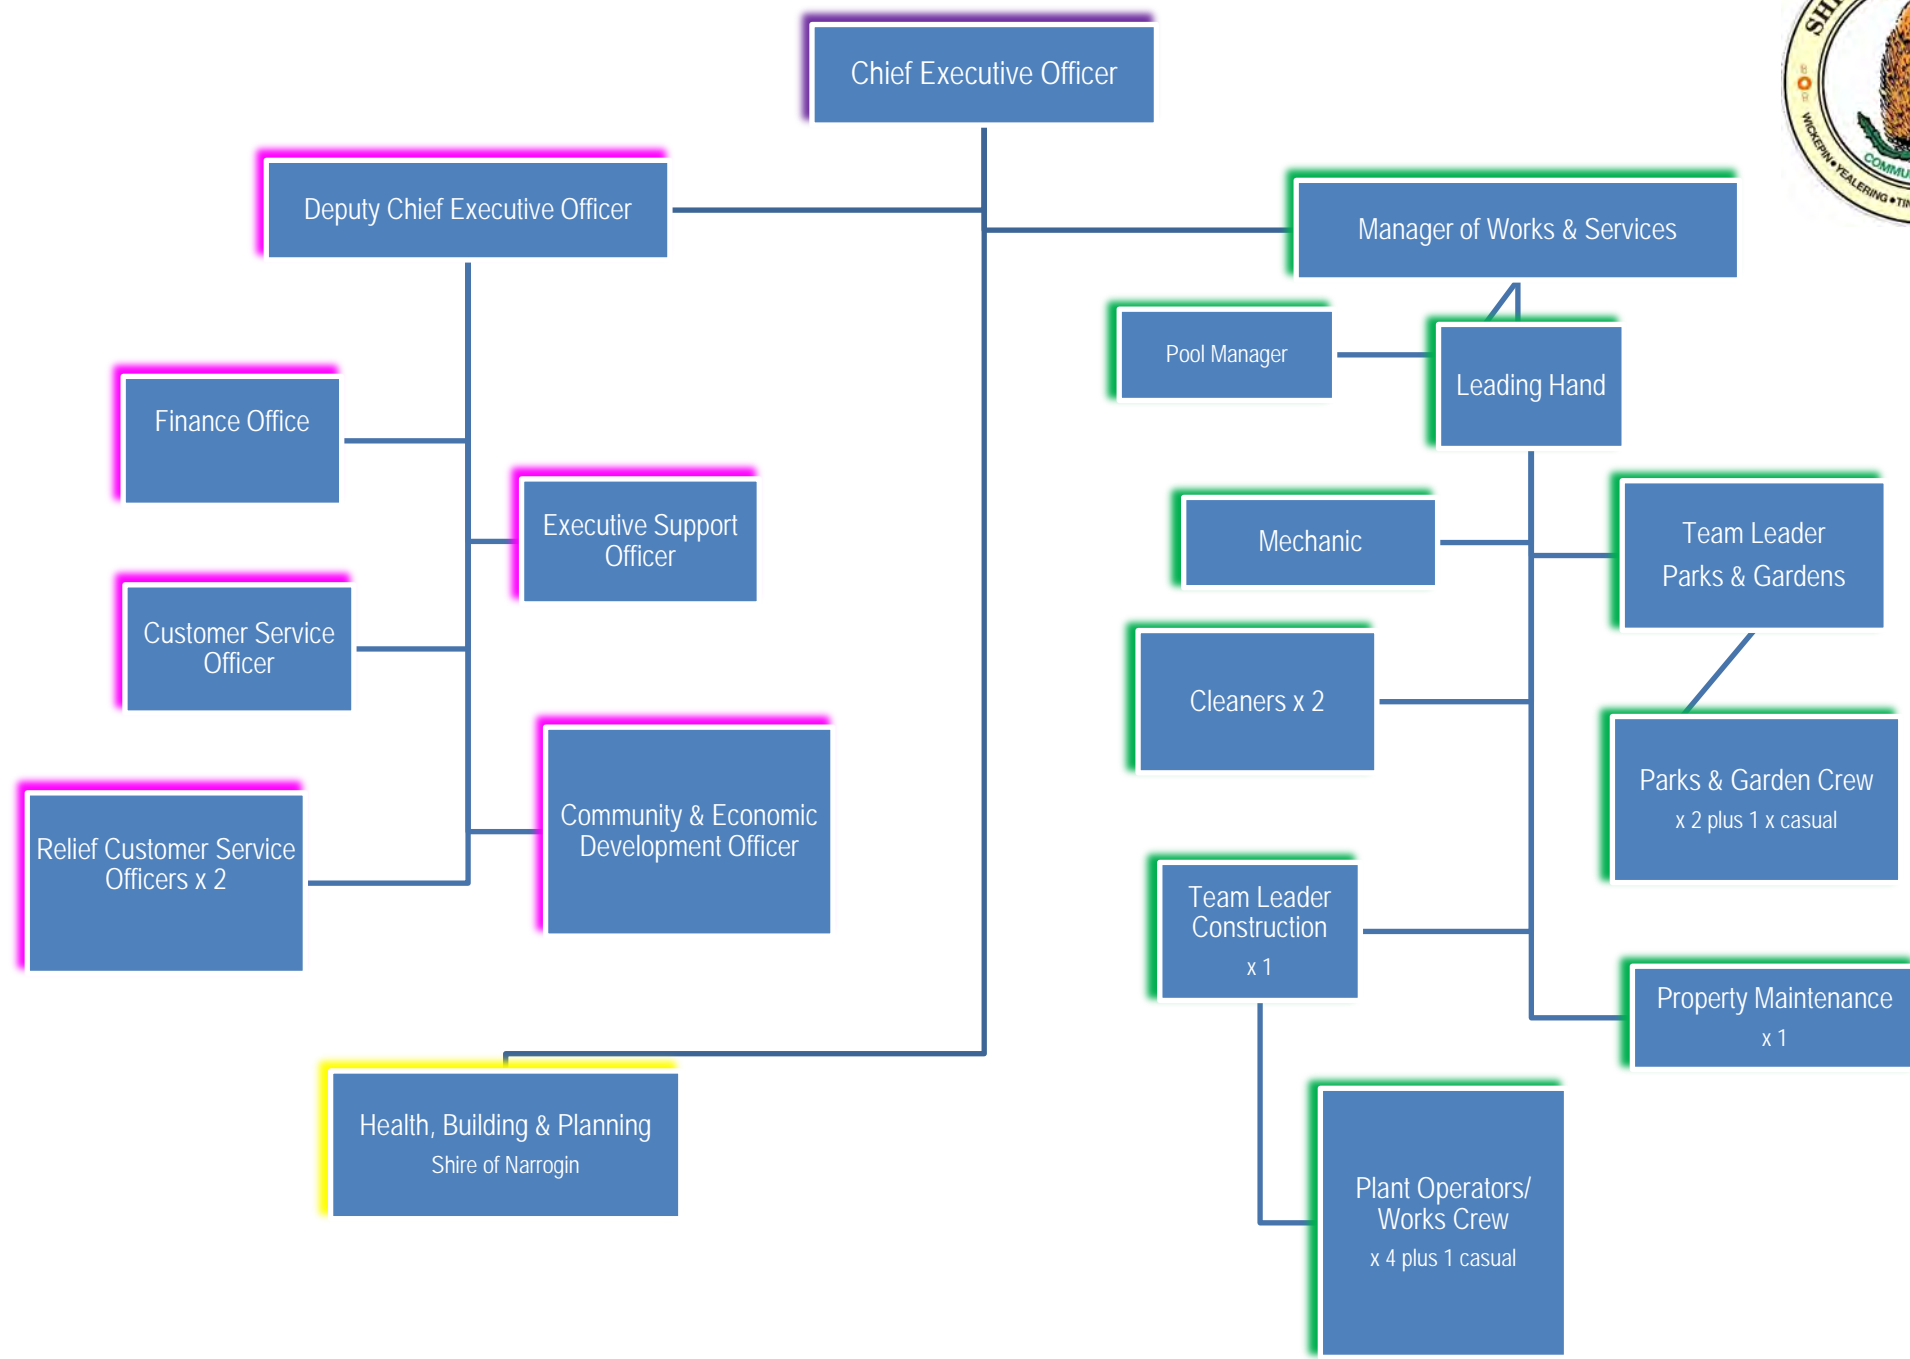 Chief Executive Officer
Deputy Chief Executive Officer
Manager of Works & Services
Pool Manager
Leading Hand
Finance Office
Executive Support
Officer
Mechanic
Team Leader
Parks & Gardens
Customer Service
Officer
Cleaners x 2
Parks & Garden Crew
x 2 plus 1 x casual
Community & Economic
Development Officer
Relief Customer Service
Officers x 2
Team Leader
Construction
x 1
Property Maintenance
x 1
Health, Building & Planning
Shire of Narrogin
Plant Operators/
Works Crew
x 4 plus 1 casual
WICKEPIN • YEALERING •